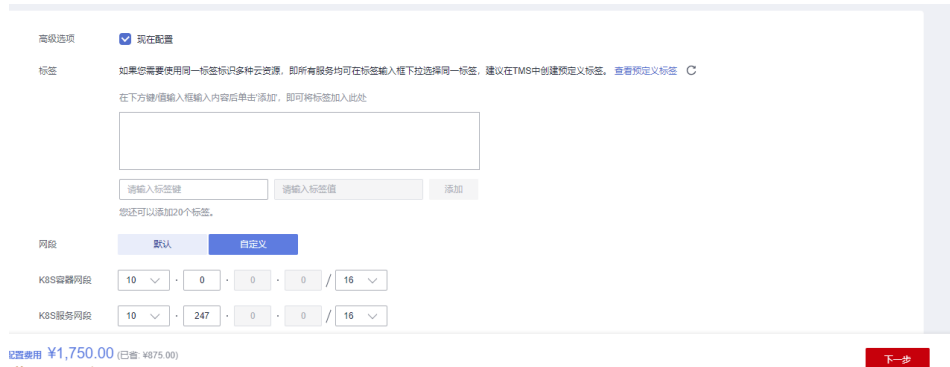 高级选项 现在配置
标签 如果您需要使用同一标签标识多种云资源，即所有服务均可在标签输入框下拉选择同一标签，建议在TMS中创建预定义标签。 查看预定义标签
在下方键/值输入框输入内容后单击'添加'，即可将标签加入此处
请输入标签键 请输入标签值 添加
您还可以添加20个标签。
网段 默认 自定义
K8S容器网段 10 · 0 · 0 · 0 / 16
K8S服务网段 10 · 247 · 0 · 0 / 16
配置费用 ¥1,750.00 (已省: ¥875.00)
下一步